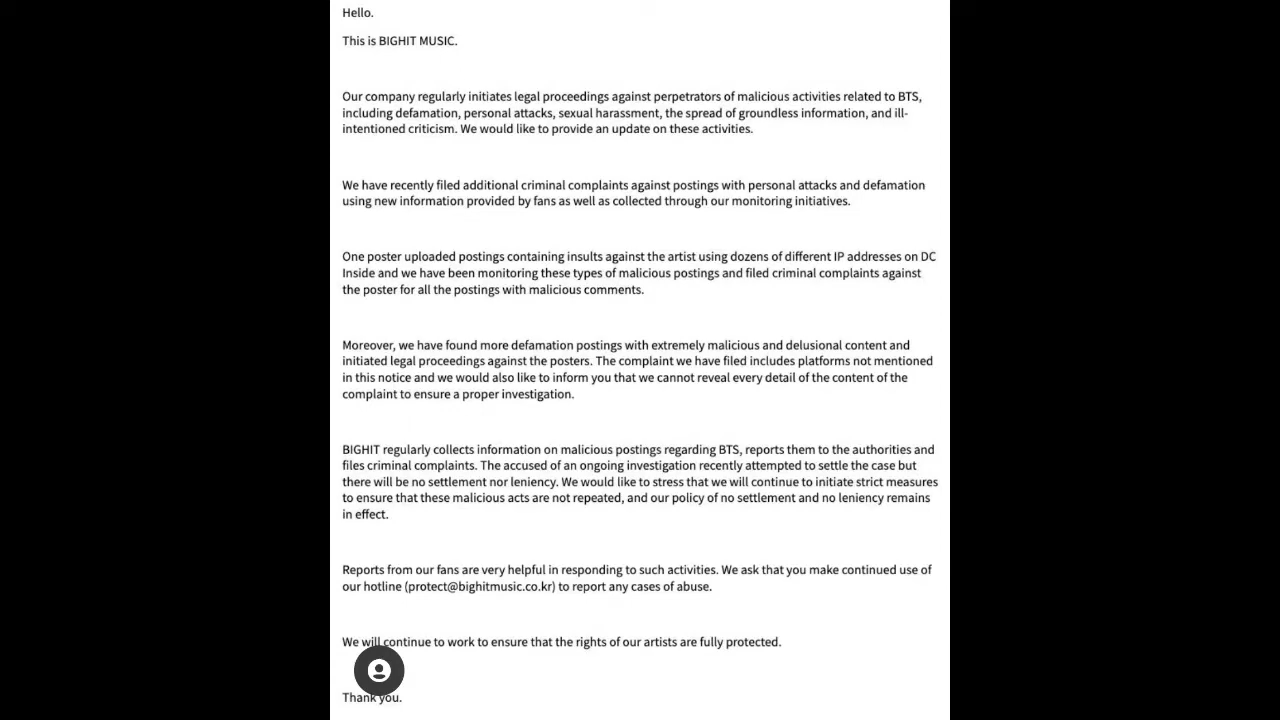 Hello.
This is BIGHIT MUSIC.
Our company regularly initiates legal proceedings against perpetrators of malicious activities related to BTS,
including defamation, personal attacks, sexual harassment, the spread of groundless information, and ill-
intentioned criticism. We would like to provide an update on these activities.
We have recently filed additional criminal complaints against postings with personal attacks and defamation
using new information provided by fans as well as collected through our monitoring initiatives.
One poster uploaded postings containing insults against the artist using dozens of different IP addresses on DC
Inside and we have been monitoring these types of malicious postings and filed criminal complaints against
the poster for all the postings with malicious comments.
Moreover, we have found more defamation postings with extremely malicious and delusional content and
initiated legal proceedings against the posters. The complaint we have filed includes platforms not mentioned
in this notice and we would also like to inform you that we cannot reveal every detail of the content of the
complaint to ensure a proper investigation.
BIGHIT regularly collects information on malicious postings regarding BTS, reports them to the authorities and
files criminal complaints. The accused of an ongoing investigation recently attempted to settle the case but
there will be no settlement nor leniency. We would like to stress that we will continue to initiate strict measures
to ensure that these malicious acts are not repeated, and our policy of no settlement and no leniency remains
in effect.
Reports from our fans are very helpful in responding to such activities. We ask that you make continued use of
our hotline (protect@bighitmusic.co.kr) to report any cases of abuse.
We will continue to work to ensure that the rights of our artists are fully protected.
Thank you.